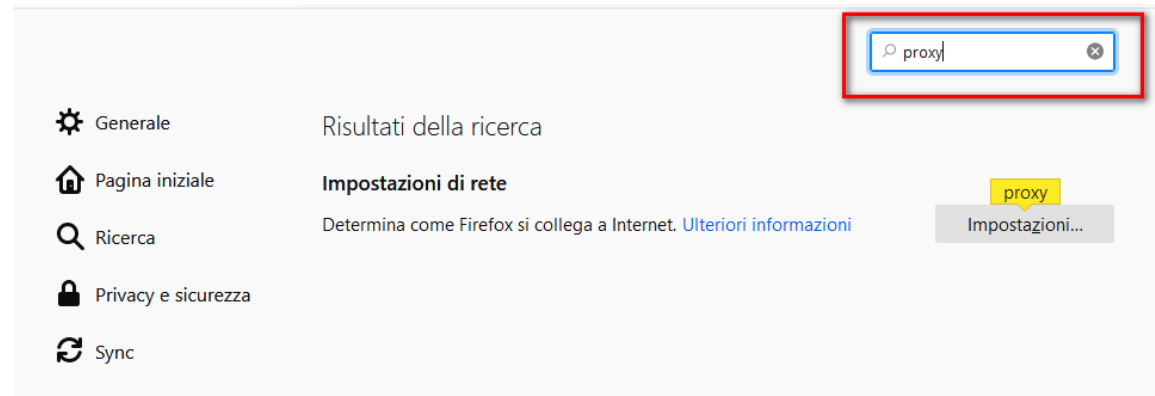 proxy
Generale
Risultati della ricerca
Pagina iniziale
Impostazioni di rete
proxy
Ricerca
Determina come Firefox si collega a Internet. Ulteriori informazioni
Impostazioni...
Privacy e sicurezza
Sync